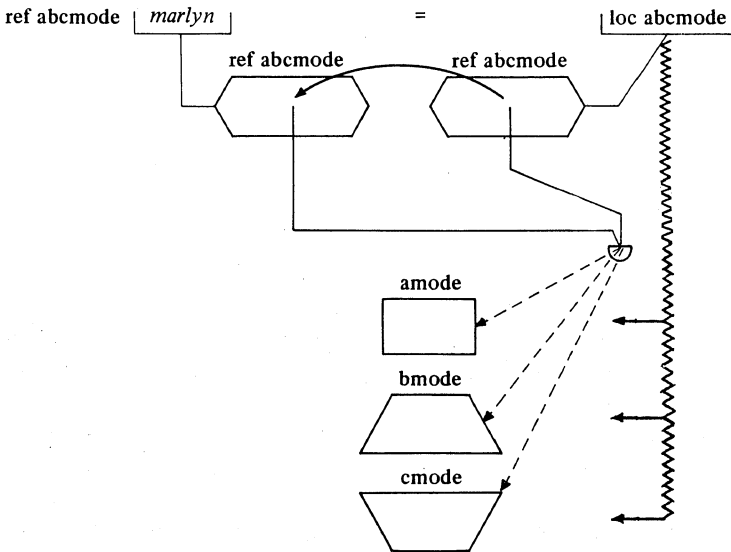 ref abcmode marlyn = loc abcmode
ref abcmode ref abcmode
amode
bmode
cmode